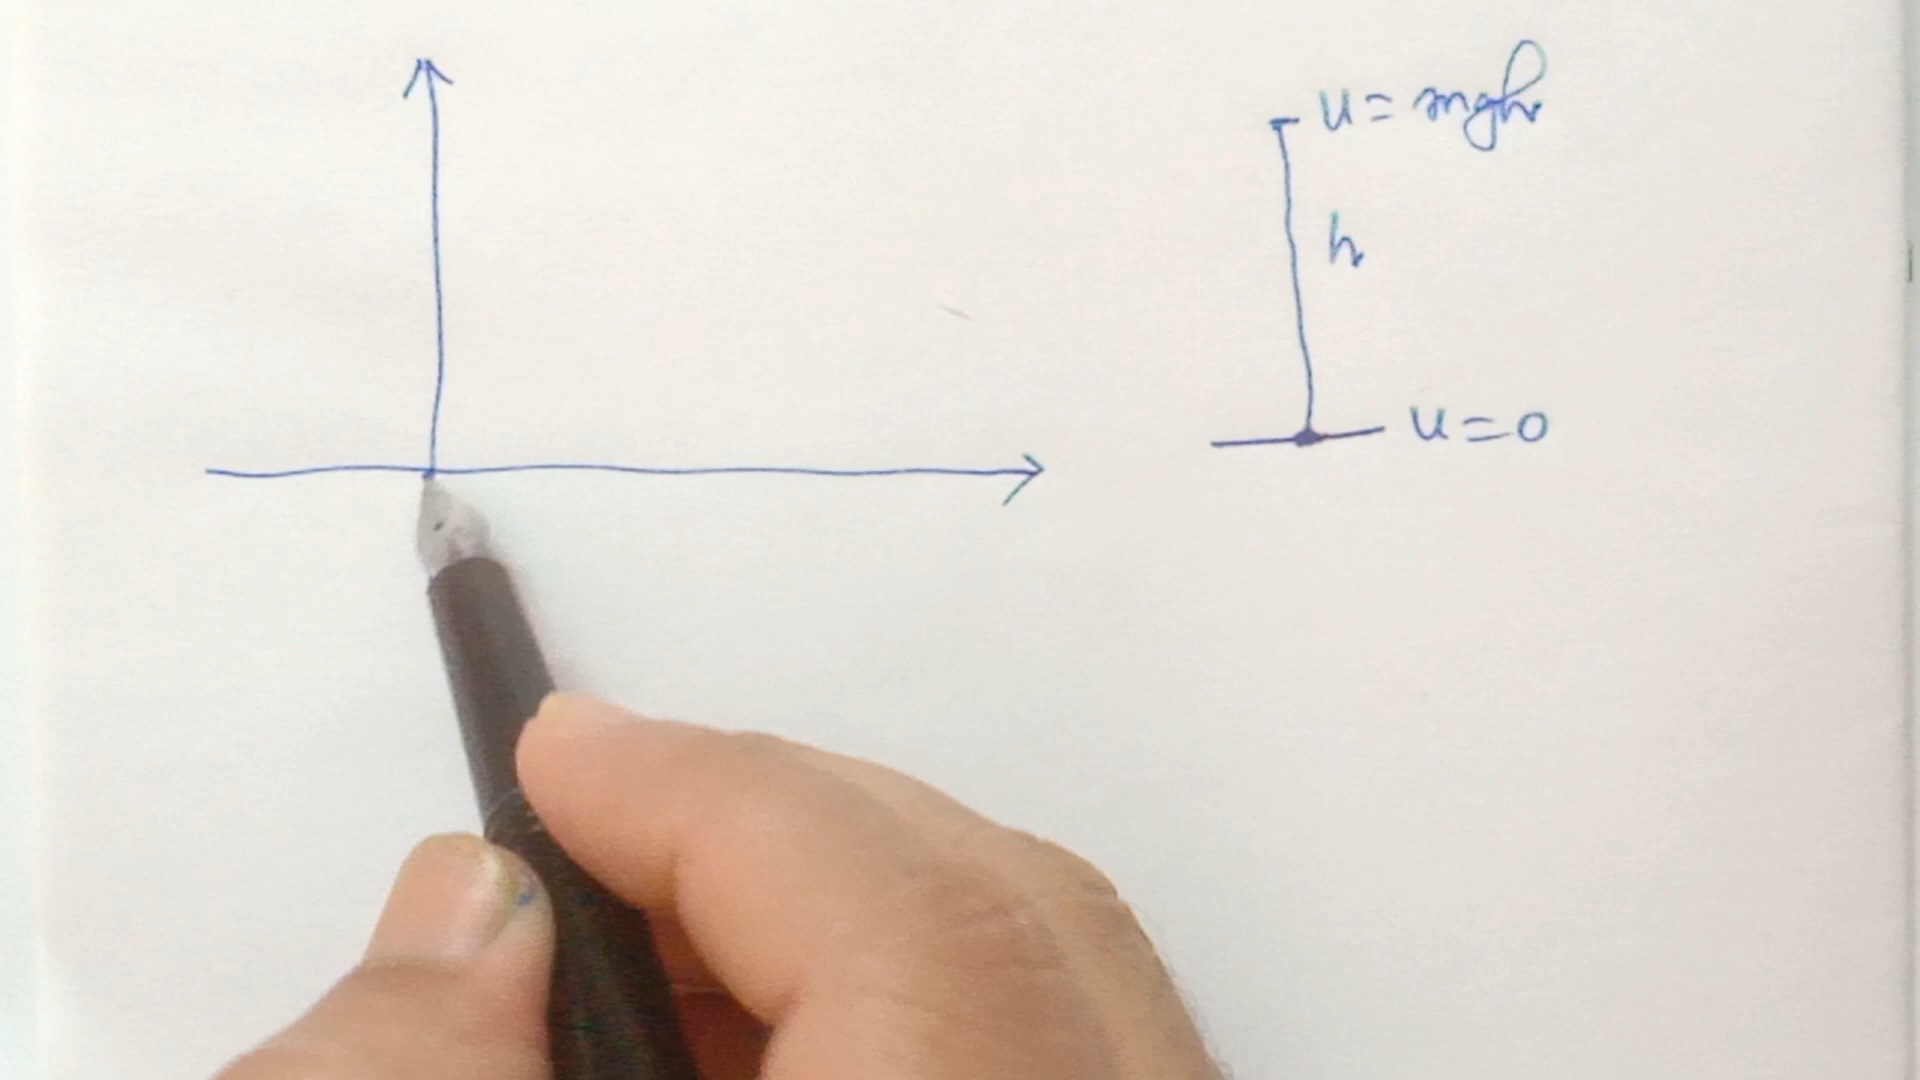 u = mgh
h
u = 0